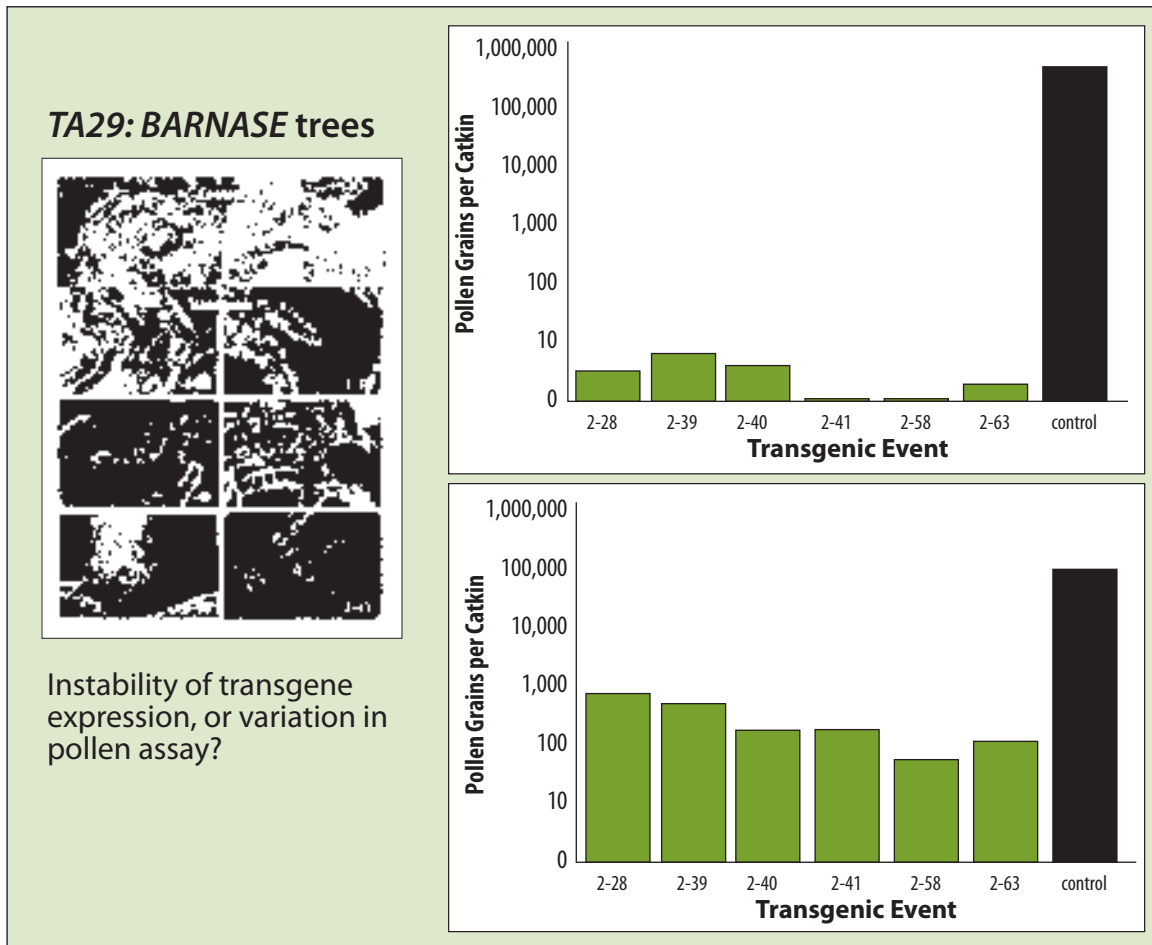 TA29: BARNASE trees
Instability of transgene
expression, or variation in
pollen assay?
Pollen Grains per Catkin
1,000,000
100,000
10,000
1,000
100
10
0
2-28 2-39 2-40 2-41 2-58 2-63 control
Transgenic Event
Pollen Grains per Catkin
1,000,000
100,000
10,000
1,000
100
10
0
2-28 2-39 2-40 2-41 2-58 2-63 control
Transgenic Event